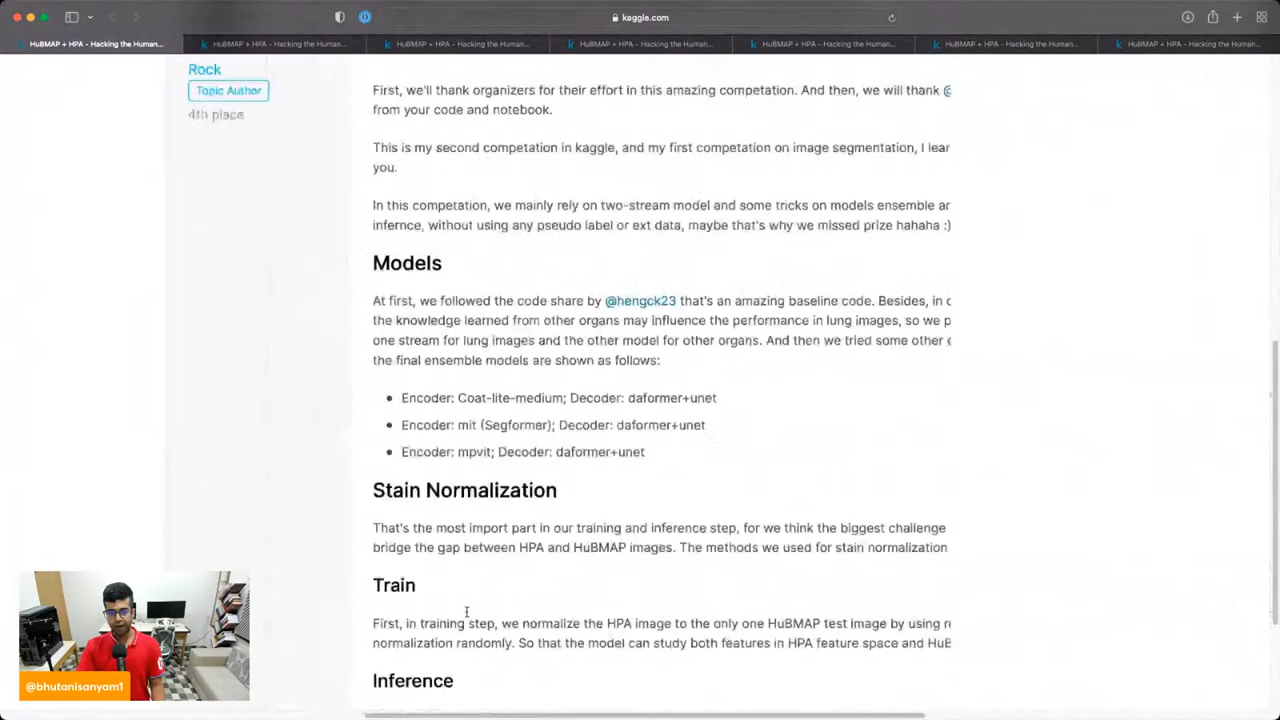 kaggle.com
HuBMAP + HPA - Hacking the Human...
HuBMAP + HPA - Hacking the Human...
HuBMAP + HPA - Hacking the Human...
HuBMAP + HPA - Hacking the Human...
HuBMAP + HPA - Hacking the Human...
HuBMAP + HPA - Hacking the Human...
HuBMAP + HPA - Hacking the Human...
Rock
Topic Author
4th place
First, we'll thank organizers for their effort in this amazing competation. And then, we will thank @
from your code and notebook.
This is my second competation in kaggle, and my first competation on image segmentation, I lear
you.
In this competation, we mainly rely on two-stream model and some tricks on models ensemble ar
infernce, without using any pseudo label or ext data, maybe that's why we missed prize hahaha :)
Models
At first, we followed the code share by @hengck23 that's an amazing baseline code. Besides, in c
the knowledge learned from other organs may influence the performance in lung images, so we p
one stream for lung images and the other model for other organs. And then we tried some other e
the final ensemble models are shown as follows:
• Encoder: Coat-lite-medium; Decoder: daformer+unet
• Encoder: mit (Segformer); Decoder: daformer+unet
• Encoder: mpvit; Decoder: daformer+unet
Stain Normalization
That's the most import part in our training and inference step, for we think the biggest challenge
bridge the gap between HPA and HuBMAP images. The methods we used for stain normalization
Train
First, in training step, we normalize the HPA image to the only one HuBMAP test image by using r
normalization randomly. So that the model can study both features in HPA feature space and HuB
Inference
@bhutanisanyam1